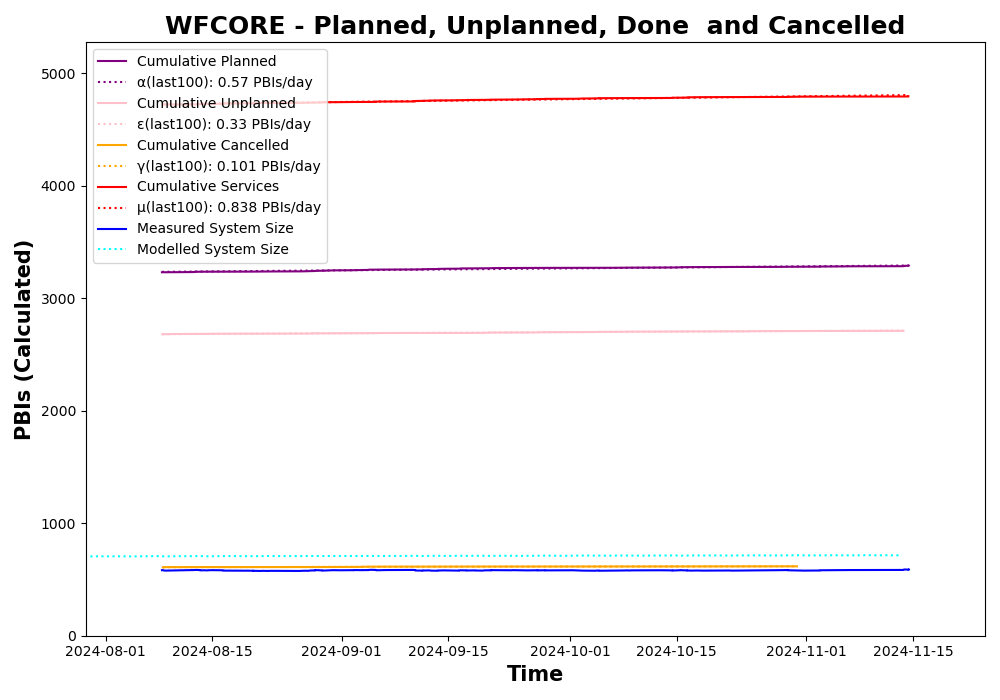 WFCORE - Planned, Unplanned, Done  and Cancelled
PBIs (Calculated)
5000
4000
3000
2000
1000
0
Cumulative Planned
α(last100): 0.57 PBIs/day
Cumulative Unplanned
ε(last100): 0.33 PBIs/day
Cumulative Cancelled
γ(last100): 0.101 PBIs/day
Cumulative Services
μ(last100): 0.838 PBIs/day
Measured System Size
Modelled System Size
2024-08-01 2024-08-15 2024-09-01 2024-09-15 2024-10-01 2024-10-15 2024-11-01 2024-11-15
Time